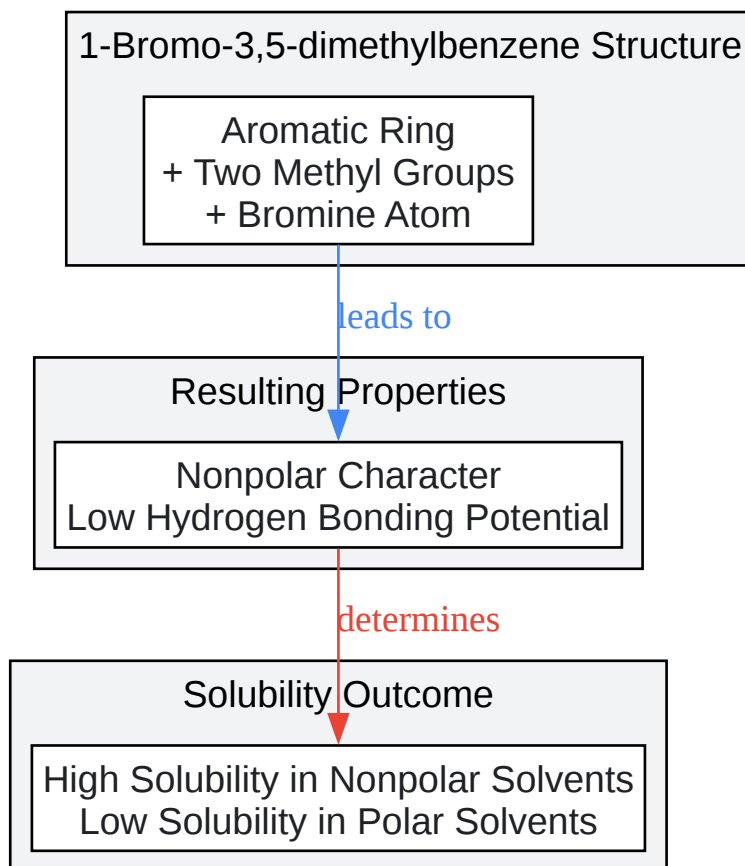 1-Bromo-3,5-dimethylbenzene Structure
Aromatic Ring
+ Two Methyl Groups
+ Bromine Atom
leads to
Resulting Properties
Nonpolar Character
Low Hydrogen Bonding Potential
determines
Solubility Outcome
High Solubility in Nonpolar Solvents
Low Solubility in Polar Solvents